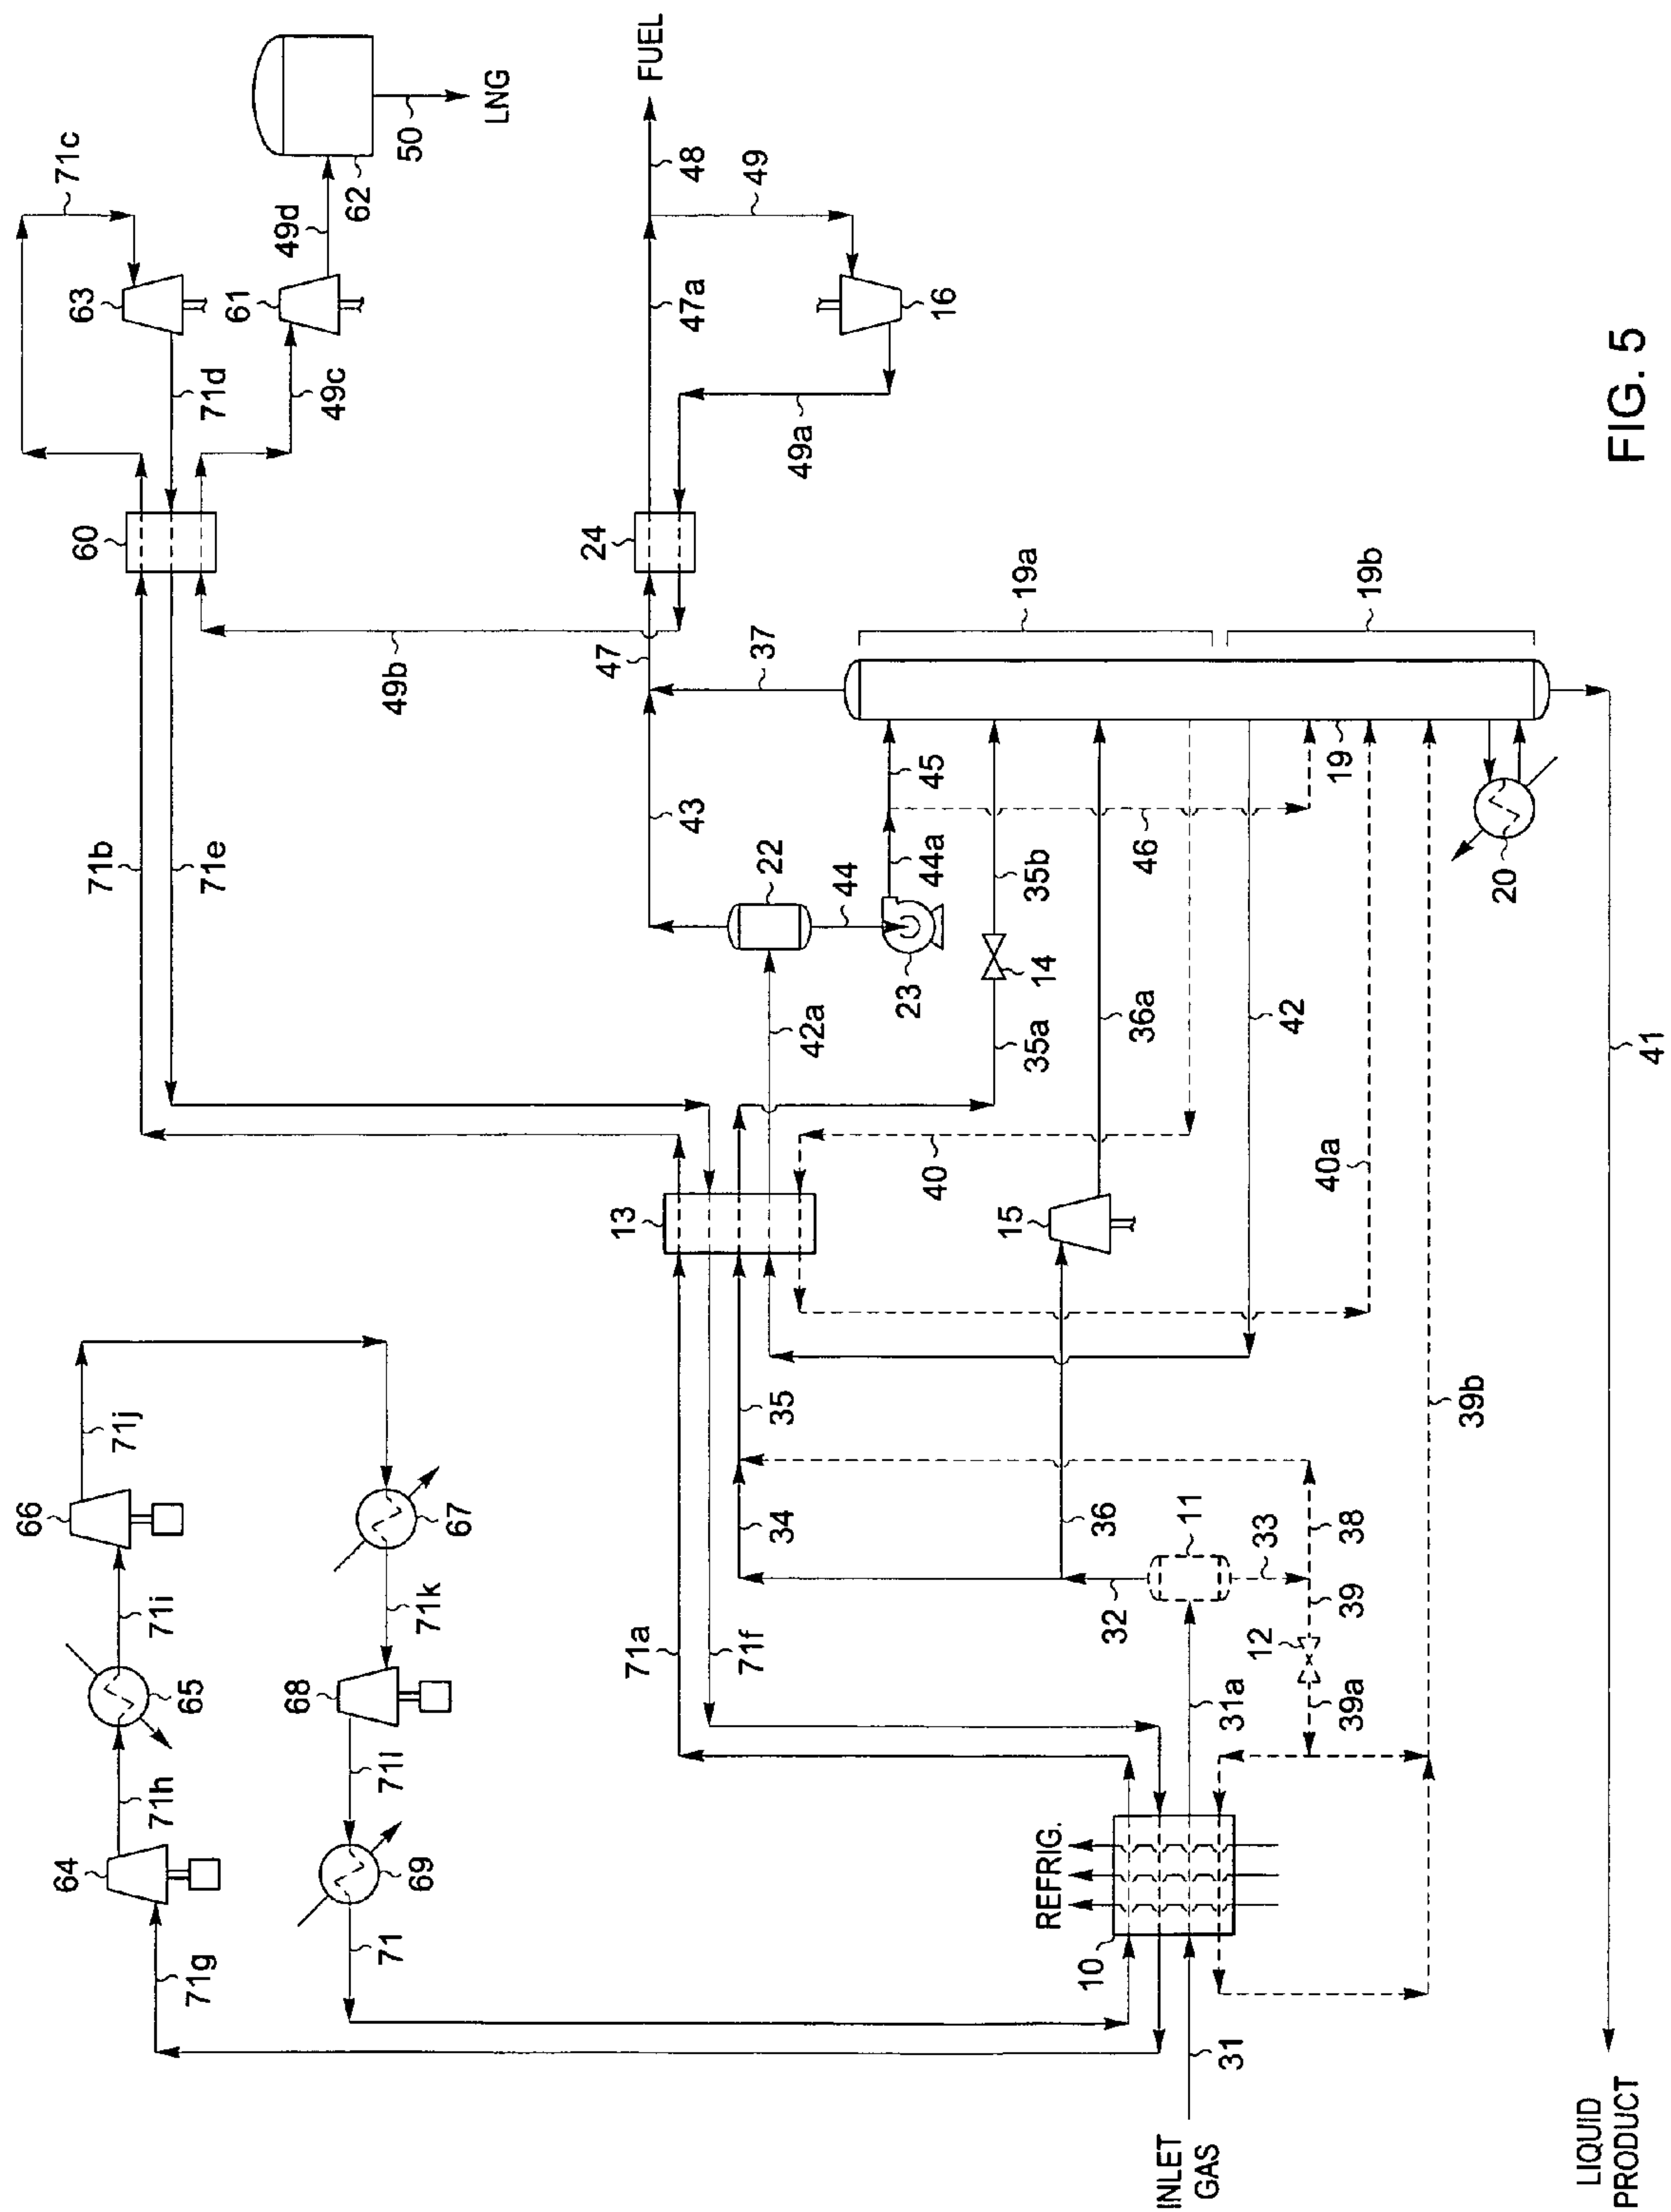 71c
63
71d
61
49d
62
50
LNG
49c
60
71b
71e
49b
FUEL
48
49
47a
16
49a
24
47
37
19a
19b
43
22
44
44a
45
23
35b
14
35a
42a
36a
46
19
20
42
41
40
40a
13
15
39b
66
71j
67
71i
71k
65
68
71h
71l
64
69
71g
71
35
34
36
11
38
33
32
39
12
39a
31a
71a
71f
REFRIG.
10
31
INLET
GAS
LIQUID
PRODUCT
FIG. 5